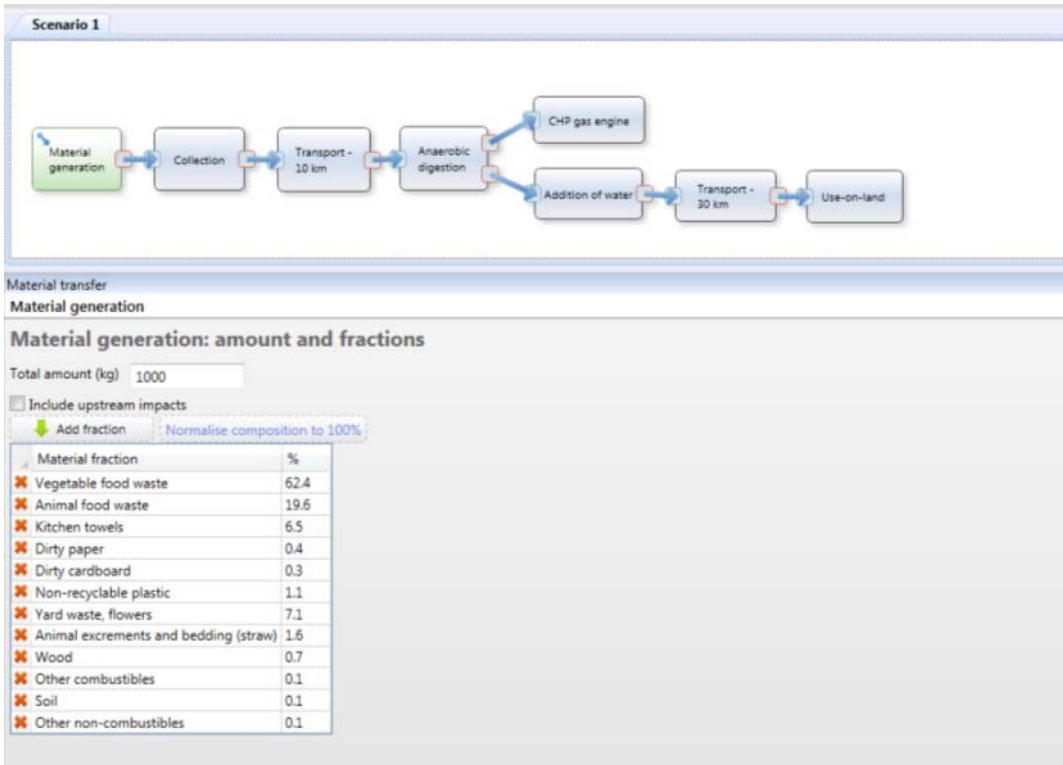 Scenario 1
Material
generation
Collection
Transport -
10 km
Anaerobic
digestion
CHP gas engine
Addition of water
Transport -
30 km
Use-on-land
Material transfer
Material generation
Material generation: amount and fractions
Total amount (kg) 1000
Include upstream impacts
Add fraction Normalise composition to 100%
Material fraction %
Vegetable food waste 62.4
Animal food waste 19.6
Kitchen towels 6.5
Dirty paper 0.4
Dirty cardboard 0.3
Non-recyclable plastic 1.1
Yard waste, flowers 7.1
Animal excrements and bedding (straw) 1.6
Wood 0.7
Other combustibles 0.1
Soil 0.1
Other non-combustibles 0.1